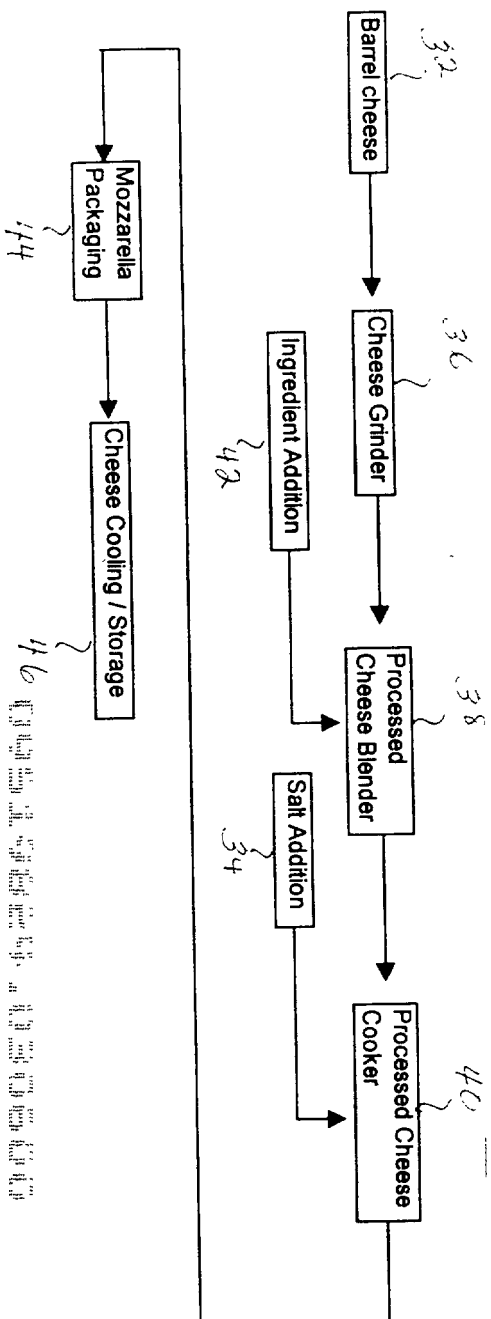 32
Barrel cheese
36
Cheese Grinder
38
Processed
Cheese Blender
40
Processed Cheese
Cooker
Ingredient Addition
42
Salt Addition
34
Mozzarella
Packaging
44
Cheese Cooling / Storage
46